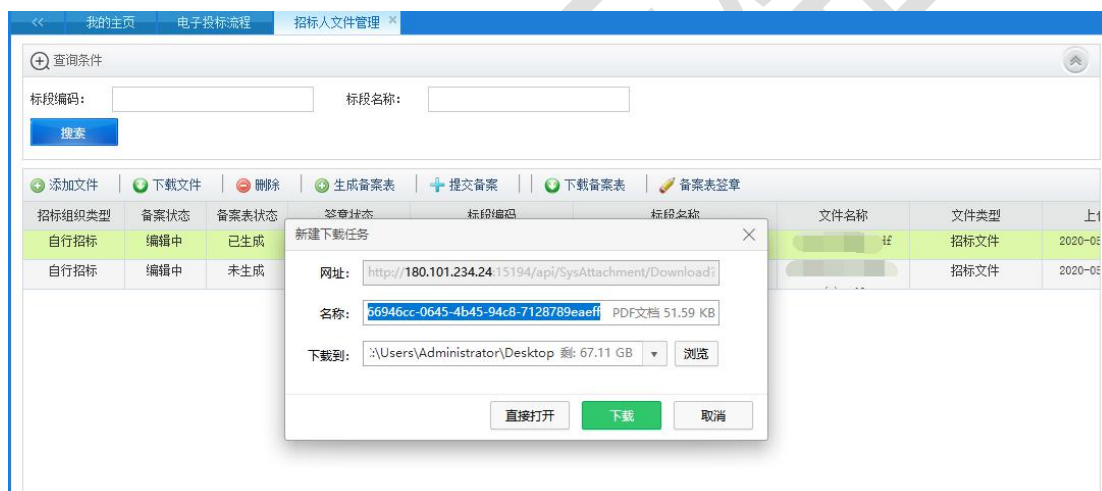 << 我的主页 电子投标流程 招标人文件管理 ×
查询条件
标段编码: 标段名称:
搜索
添加文件 下载文件 删除 生成备案表 提交备案 下载备案表 备案表签章
招标组织类型 备案状态 备案表状态 签章状态 标段编码 标段名称 文件名称 文件类型
自行招标 编辑中 已生成 招标文件 2020-05
自行招标 编辑中 未生成 招标文件 2020-05
新建下载任务
网址: http://180.101.234.24:15194/api/SysAttachment/Download?
名称: 66946cc-0645-4b45-94c8-7128789eaeff PDF文档 51.59 KB
下载到: :\Users\Administrator\Desktop 剩: 67.11 GB 浏览
直接打开 下载 取消